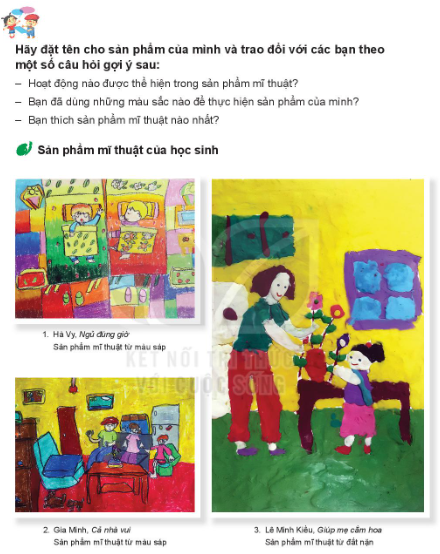 Hãy đặt tên cho sản phẩm của mình và trao đổi với các bạn theo
một số câu hỏi gợi ý sau:
– Hoạt động nào được thể hiện trong sản phẩm mĩ thuật?
– Bạn đã dùng những màu sắc nào để thực hiện sản phẩm của mình?
– Bạn thích sản phẩm mĩ thuật nào nhất?
Sản phẩm mĩ thuật của học sinh
1. Hà Vy, Ngủ đúng giờ
Sản phẩm mĩ thuật từ màu sáp
KẾT NỐI TRI THỨC
VỚI CUỘC SỐNG
2. Gia Minh, Cả nhà vui
Sản phẩm mĩ thuật từ màu sáp
3. Lê Minh Kiều, Giúp mẹ cắm hoa
Sản phẩm mĩ thuật từ đất nặn